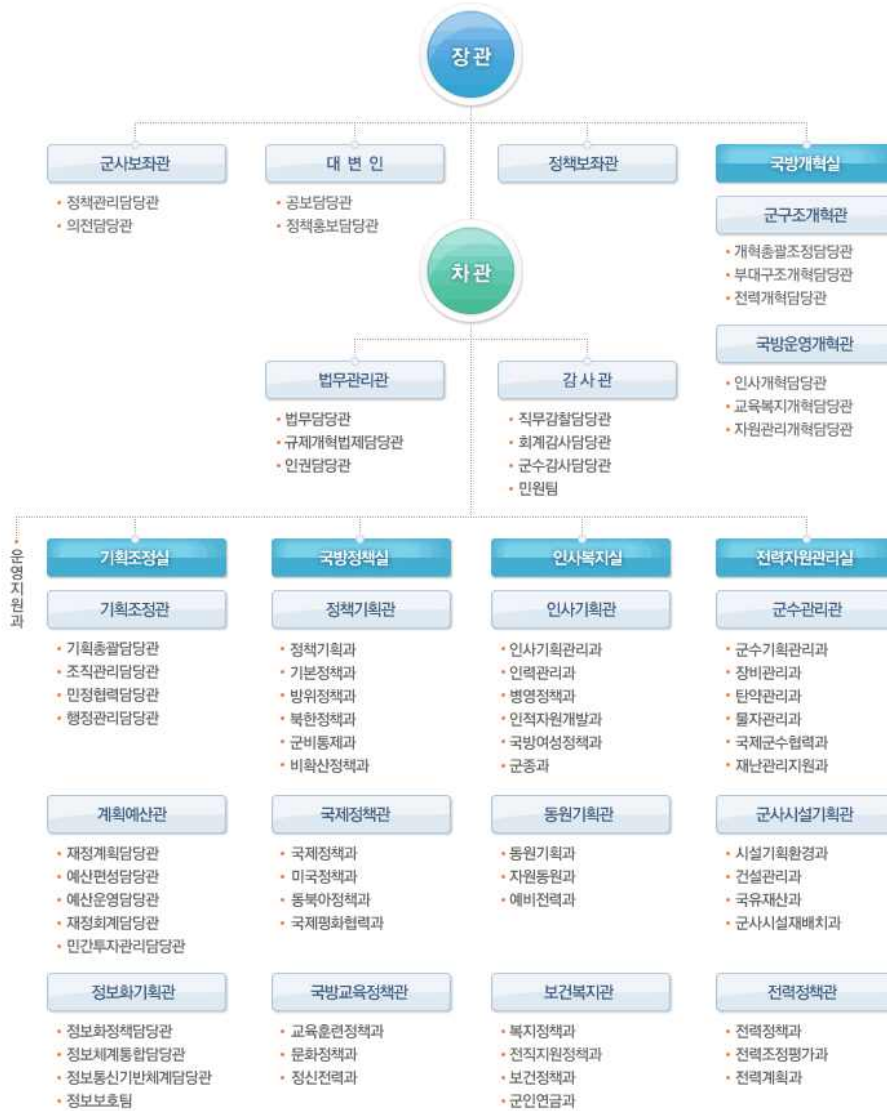 장관
군사보좌관
• 정책관리담당관
• 의전담당관
대 변 인
• 공보담당관
• 정책홍보담당관
정책보좌관
국방개혁실
군구조개혁관
• 개혁총괄조정담당관
• 부대구조개혁담당관
• 전력개혁담당관
국방운영개혁관
• 인사개혁담당관
• 교육복지개혁담당관
• 자원관리개혁담당관
차관
법무관리관
• 법무담당관
• 규제개혁법제담당관
• 인권담당관
감 사 관
• 직무감찰담당관
• 회계감사담당관
• 군수감사담당관
• 민원팀
• 운영지원과
기획조정실
기획조정관
• 기획총괄담당관
• 조직관리담당관
• 민정협력담당관
• 행정관리담당관
계획예산관
• 재정계획담당관
• 예산편성담당관
• 예산운영담당관
• 재정회계담당관
• 민간투자관리담당관
정보화기획관
• 정보화정책담당관
• 정보체계통합담당관
• 정보통신기반체계담당관
• 정보보호팀
국방정책실
정책기획관
• 정책기획과
• 기본정책과
• 방위정책과
• 북한정책과
• 군비통제과
• 비확산정책과
국제정책관
• 국제정책과
• 미국정책과
• 동북아정책과
• 국제평화협력과
국방교육정책관
• 교육훈련정책과
• 문화정책과
• 정신전력과
인사복지실
인사기획관
• 인사기획관리과
• 인력관리과
• 병영정책과
• 인적자원개발과
• 국방여성정책과
• 군종과
동원기획관
• 동원기획과
• 자원동원과
• 예비전력과
보건복지관
• 복지정책과
• 전직지원정책과
• 보건정책과
• 군인연금과
전력자원관리실
군수관리관
• 군수기획관리과
• 장비관리과
• 탄약관리과
• 물자관리과
• 국제군수협력과
• 재난관리지원과
군사시설기획관
• 시설기획환경과
• 건설관리과
• 국유재산과
• 군사시설재배치과
전력정책관
• 전력정책과
• 전력조정평가과
• 전력계획과